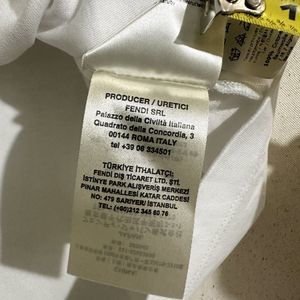 PRODUCER / URETICI
FENDI SRL
Palazzo della Civiltà Italiana
Quadrato della Concordia, 3
00144 ROMA ITALY
tel +39 06 334501
TÜRKİYE İTHALATÇI:
FENDİ DIŞ TİCARET LTD. ŞTİ.
İSTİNYE PARK ALIŞVERİŞ MERKEZİ
PINAR MAHALLESİ KATAR CADDESİ
NO: 479 SARIYER/ İSTANBUL
TEL: (+90)212 345 60 76